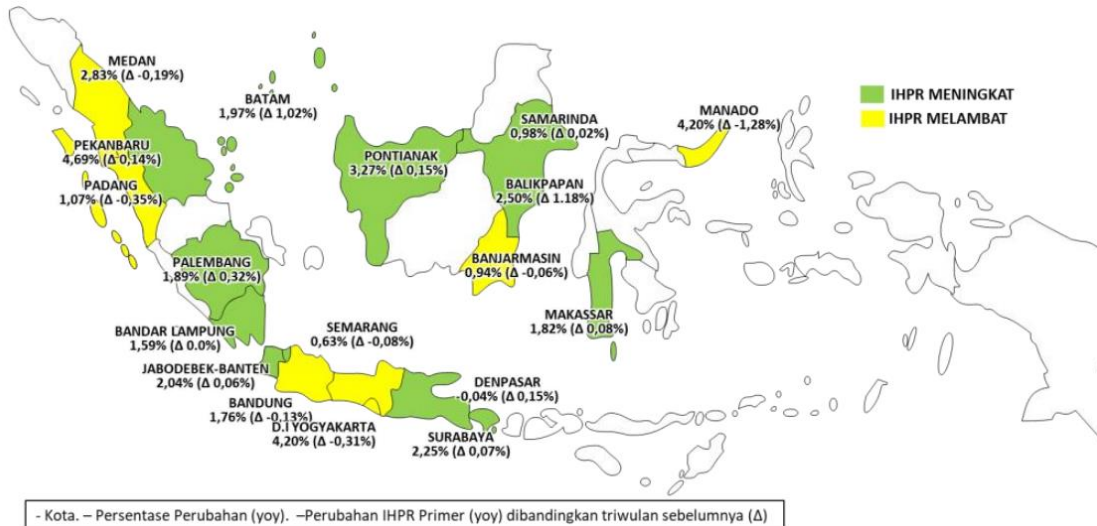 MEDAN
2,83% (Δ -0,19%)
BATAM
1,97% (Δ 1,02%)
PEKANBARU
4,69% (Δ 0,14%)
PADANG
1,07% (Δ -0,35%)
PALEMBANG
1,89% (Δ 0,32%)
BANDAR LAMPUNG
1,59% (Δ 0.0%)
JABODEBEK-BANTEN
2,04% (Δ 0,06%)
BANDUNG
1,76% (Δ -0,13%)
D.I YOGYAKARTA
4,20% (Δ -0,31%)
SEMARANG
0,63% (Δ -0,08%)
SURABAYA
2,25% (Δ 0,07%)
DENPASAR
-0,04% (Δ 0,15%)
PONTIANAK
3,27% (Δ 0,15%)
SAMARINDA
0,98% (Δ 0,02%)
BALIKPAPAN
2,50% (Δ 1.18%)
BANJARMASIN
0,94% (Δ -0,06%)
MAKASSAR
1,82% (Δ 0,08%)
MANADO
4,20% (Δ -1,28%)
IHPR MENINGKAT
IHPR MELAMBAT
- Kota. – Persentase Perubahan (yoy). –Perubahan IHPR Primer (yoy) dibandingkan triwulan sebelumnya (Δ)